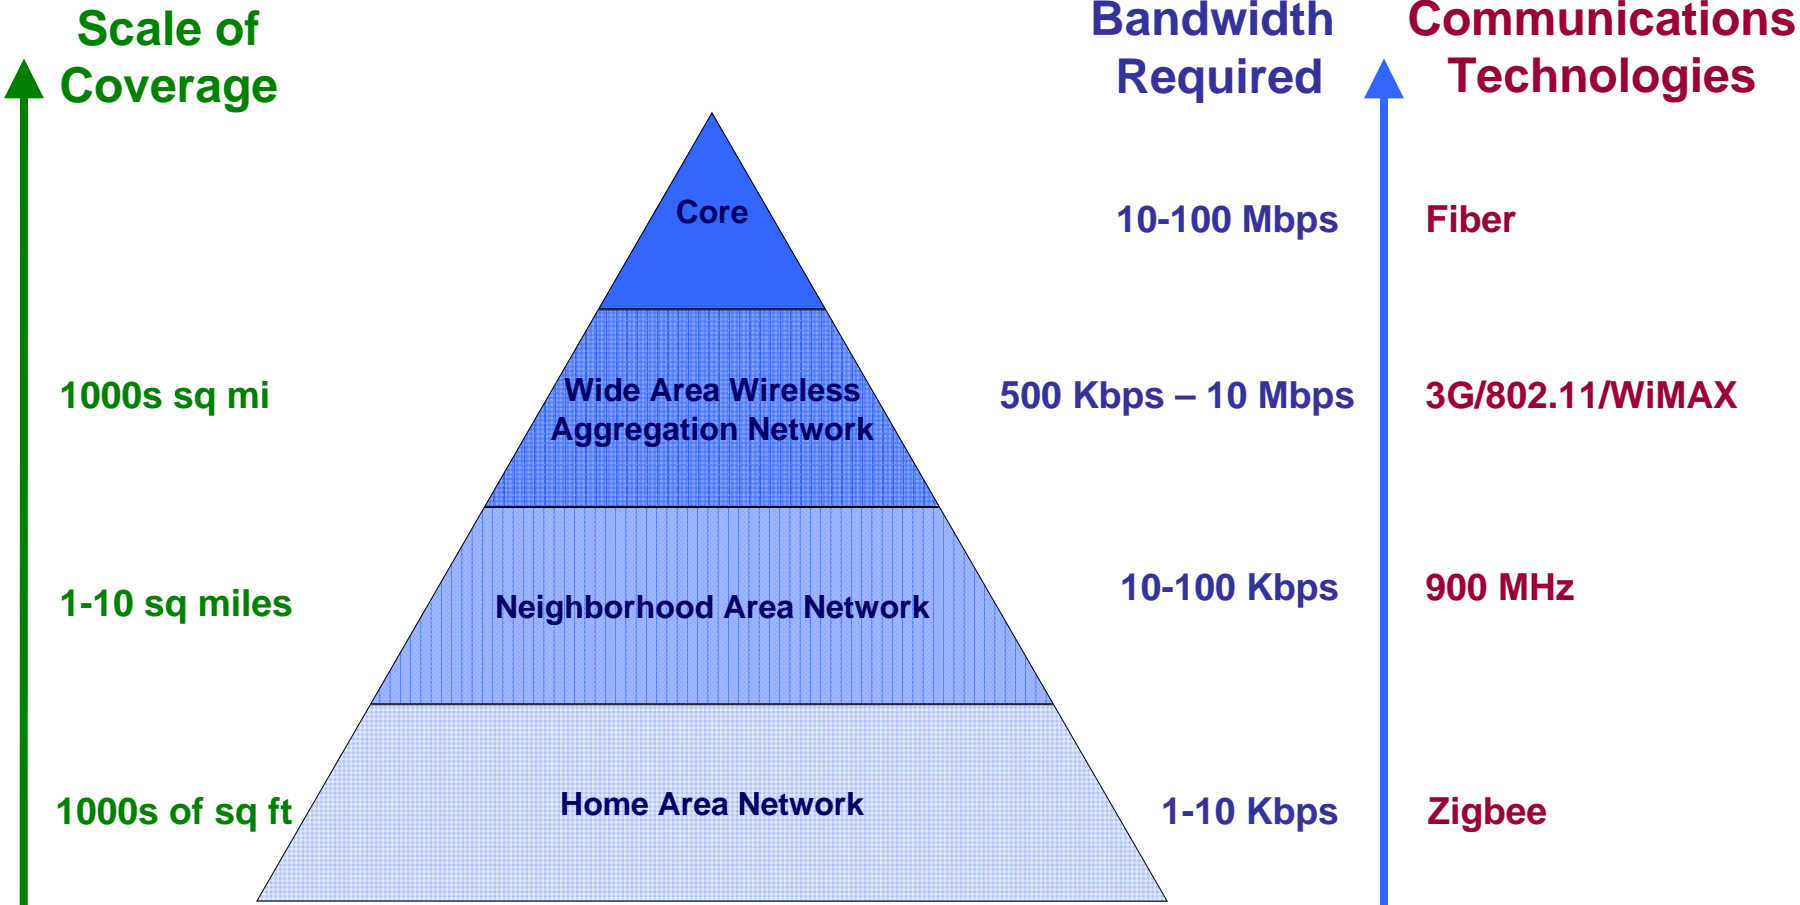 Scale of
Coverage
Bandwidth
Required
Communications
Technologies
Core
10-100 Mbps
Fiber
1000s sq mi
Wide Area Wireless
Aggregation Network
500 Kbps – 10 Mbps
3G/802.11/WiMAX
1-10 sq miles
Neighborhood Area Network
10-100 Kbps
900 MHz
1000s of sq ft
Home Area Network
1-10 Kbps
Zigbee